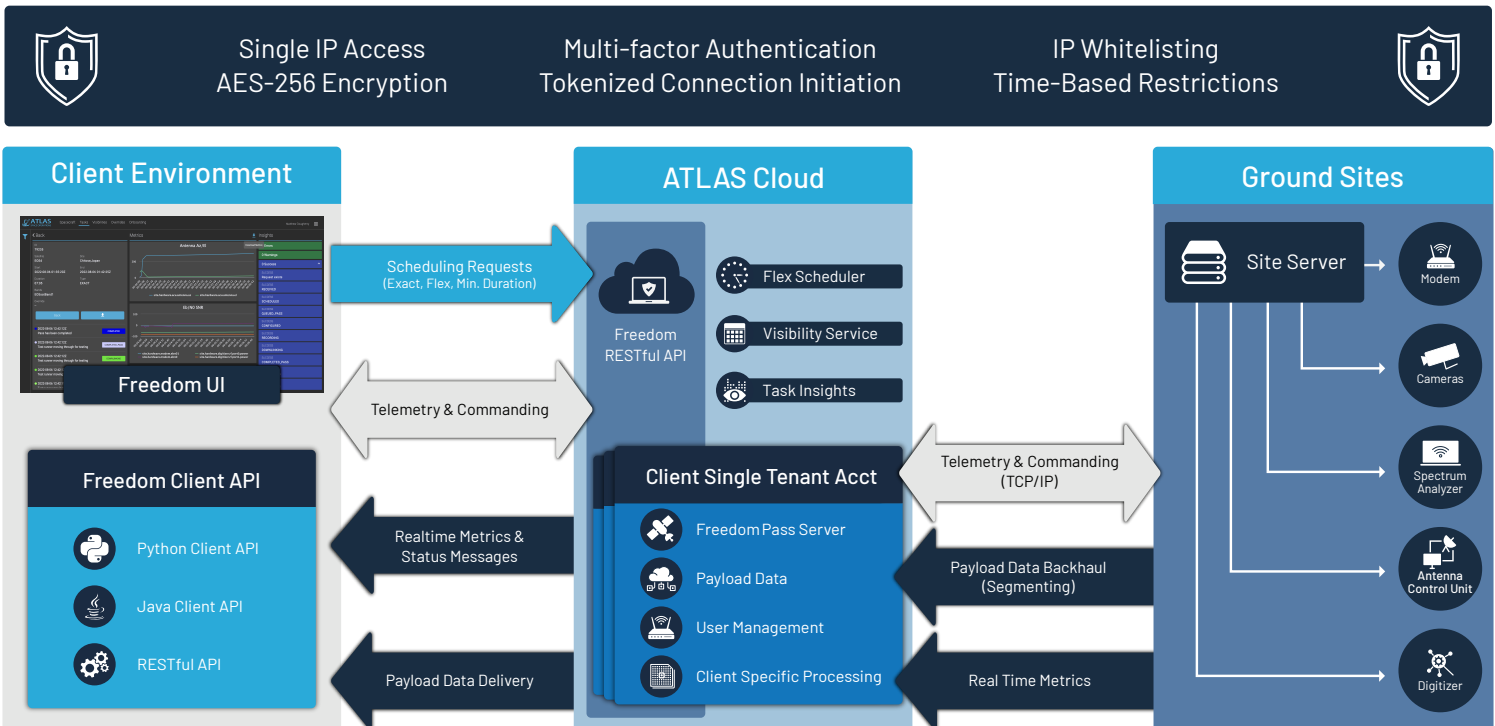 Single IP Access
AES-256 Encryption
Multi-factor Authentication
Tokenized Connection Initiation
IP Whitelisting
Time-Based Restrictions
Client Environment
ATLAS
Freedom UI
Freedom Client API
Python Client API
Java Client API
RESTful API
Scheduling Requests
(Exact, Flex, Min. Duration)
Telemetry & Commanding
Realtime Metrics &
Status Messages
Payload Data Delivery
ATLAS Cloud
Freedom
RESTful API
Flex Scheduler
Visibility Service
Task Insights
Client Single Tenant Acct
Freedom Pass Server
Payload Data
User Management
Client Specific Processing
Telemetry & Commanding
(TCP/IP)
Payload Data Backhaul
(Segmenting)
Real Time Metrics
Ground Sites
Site Server
Modem
Cameras
Spectrum
Analyzer
Antenna
Control Unit
Digitizer